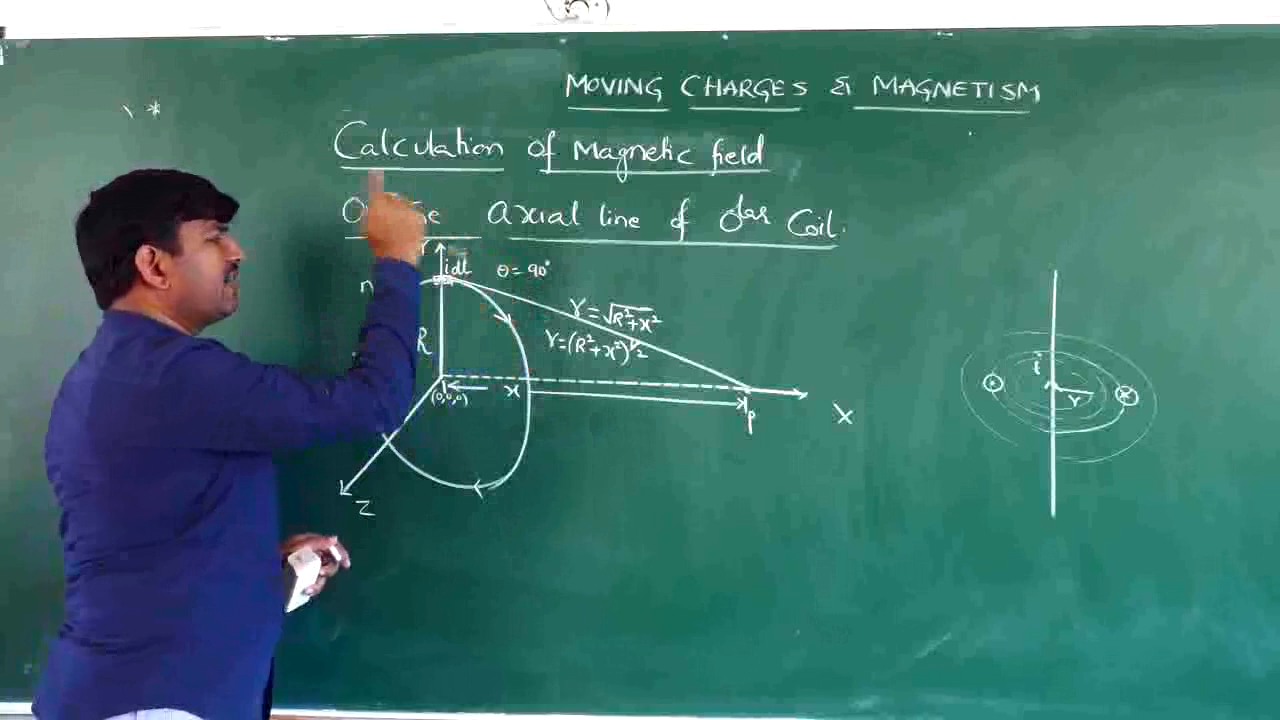 MOVING CHARGES & MAGNETISM
Calculation of Magnetic field
axial line of Olar Coil.
Y
idl θ = 90°
n
r = √R²+x²
R
r = (R²+x²)^1/2
(0,0,0)
x
P
X
Z
i
r